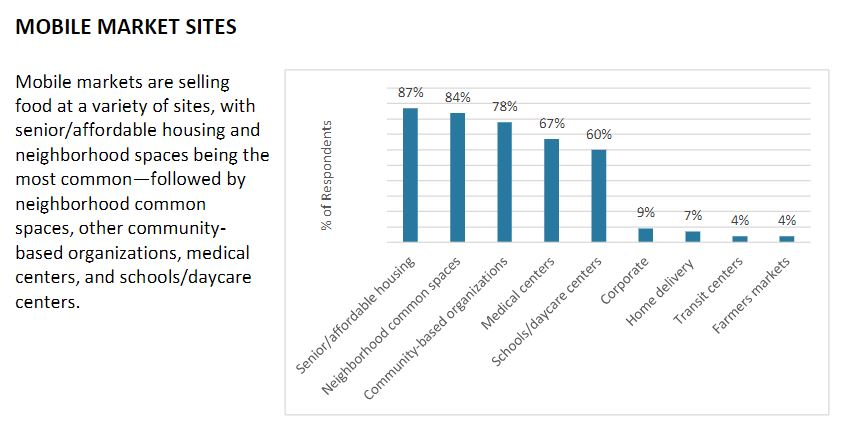 MOBILE MARKET SITES
Mobile markets are selling
food at a variety of sites, with
senior/affordable housing and
neighborhood spaces being the
most common—followed by
neighborhood common
spaces, other community-
based organizations, medical
centers, and schools/daycare
centers.
% of Respondents
87%
84%
78%
67%
60%
9%
7%
4%
4%
Senior/affordable housing
Neighborhood common spaces
Community-based organizations
Medical centers
Schools/daycare centers
Corporate
Home delivery
Transit centers
Farmers markets